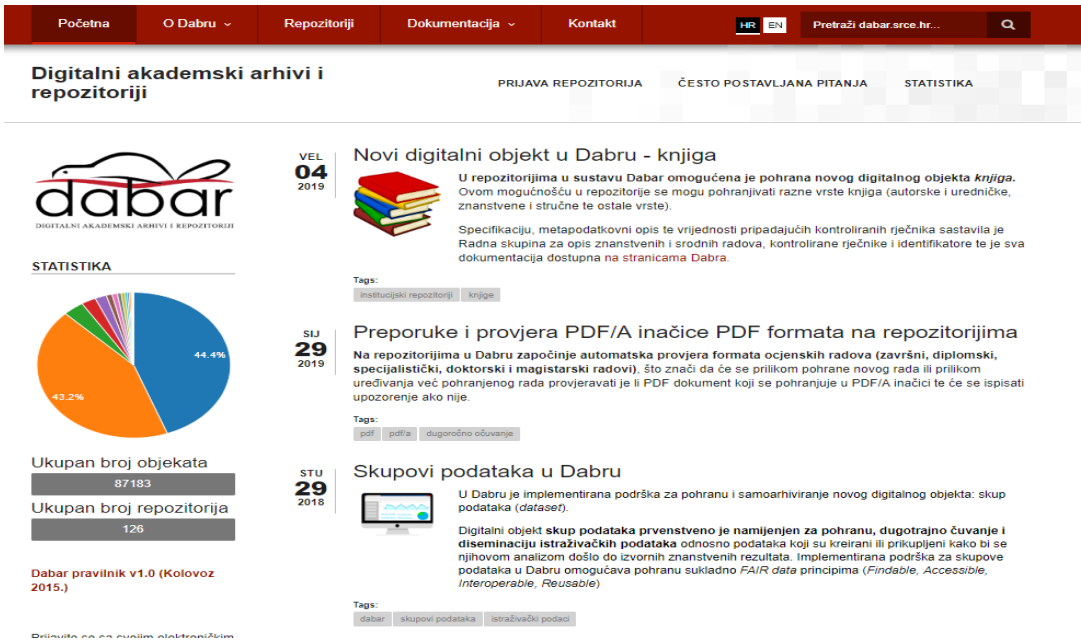 Početna O Dabru Repozitoriji Dokumentacija Kontakt HR EN Pretraži dabar.srce.hr...
Digitalni akademski arhivi i
repozitoriji
PRIJAVA REPOZITORIJA ČESTO POSTAVLJANA PITANJA STATISTIKA
dabar
DIGITALNI AKADEMSKI ARHIVI I REPOZITORIJI
STATISTIKA
44.4%
43.2%
Ukupan broj objekata
87183
Ukupan broj repozitorija
126
Dabar pravilnik v1.0 (Kolovoz
2015.)
Prijavite se sa svojim elektroničkim
VEL
04
2019
Novi digitalni objekt u Dabru - knjiga
U repozitorijima u sustavu Dabar omogućena je pohrana novog digitalnog objekta knjiga.
Ovom mogućnošću u repozitorije se mogu pohranjivati razne vrste knjiga (autorske i uredničke,
znanstvene i stručne te ostale vrste).
Specifikaciju, metapodatkovni opis te vrijednosti pripadajućih kontroliranih rječnika sastavila je
Radna skupina za opis znanstvenih i srodnih radova, kontrolirane rječnike i identifikatore te je sva
dokumentacija dostupna na stranicama Dabra.
Tags:
institucijski repozitoriji knjige
SIJ
29
2019
Preporuke i provjera PDF/A inačice PDF formata na repozitorijima
Na repozitorijima u Dabru započinje automatska provjera formata ocjenskih radova (završni, diplomski,
specijalistički, doktorski i magistarski radovi), što znači da će se prilikom pohrane novog rada ili prilikom
uređivanja već pohranjenog rada provjeravati je li PDF dokument koji se pohranjuje u PDF/A inačici te će se ispisati
upozorenje ako nije.
Tags:
pdf pdf/a dugoročno očuvanje
STU
29
2018
Skupovi podataka u Dabru
U Dabru je implementirana podrška za pohranu i samoarhiviranje novog digitalnog objekta: skup
podataka (dataset).
Digitalni objekt skup podataka prvenstveno je namijenjen za pohranu, dugotrajno čuvanje i
diseminaciju istraživačkih podataka odnosno podataka koji su kreirani ili prikupljeni kako bi se
njihovom analizom došlo do izvornih znanstvenih rezultata. Implementirana podrška za skupove
podataka u Dabru omogućava pohranu sukladno FAIR data principima (Findable, Accessible,
Interoperable, Reusable)
Tags:
dabar skupovi podataka istraživački podaci